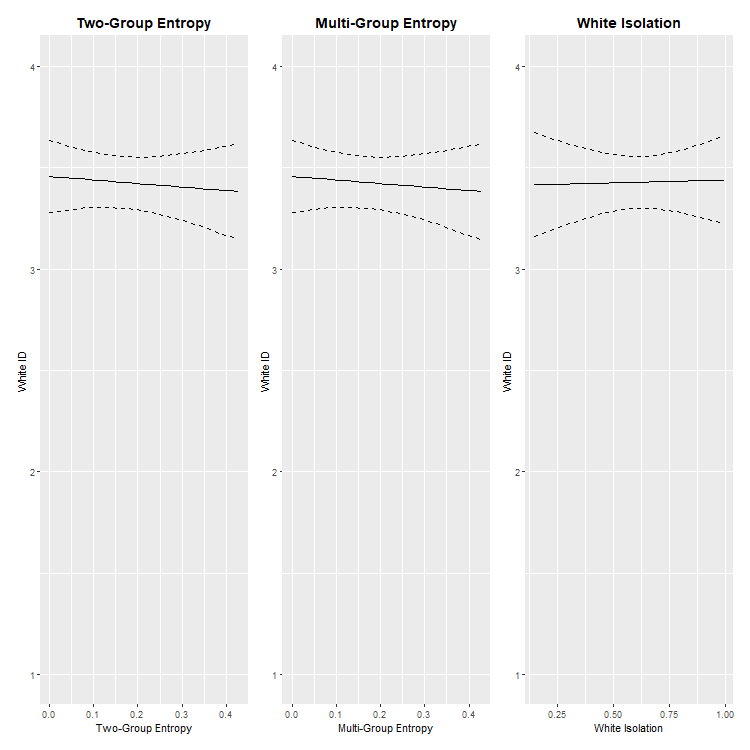 Two-Group Entropy
4
3
2
1
White ID
0.0 0.1 0.2 0.3 0.4
Two-Group Entropy
Multi-Group Entropy
4
3
2
1
White ID
0.0 0.1 0.2 0.3 0.4
Multi-Group Entropy
White Isolation
4
3
2
1
White ID
0.25 0.50 0.75 1.00
White Isolation